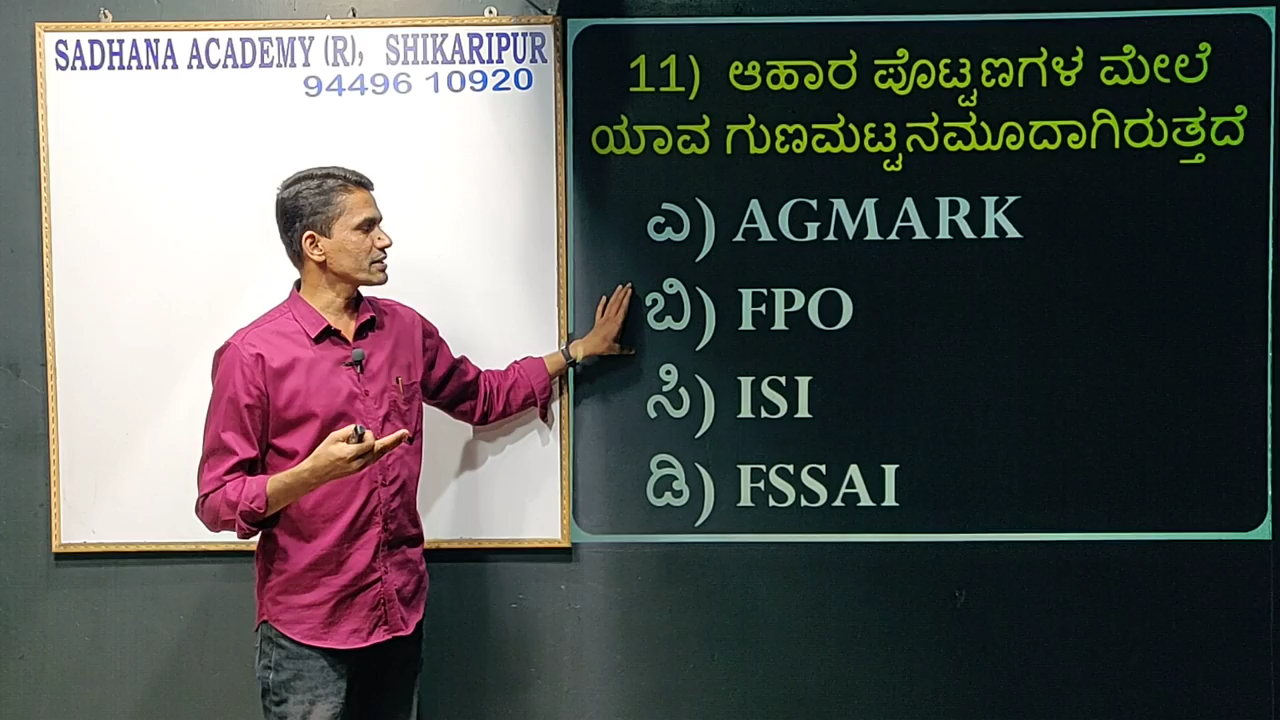 SADHANA ACADEMY (R), SHIKARIPUR
94496 10920
11) ಆಹಾರ ಪೊಟ್ಟಣಗಳ ಮೇಲೆ
ಯಾವ ಗುಣಮಟ್ಟನಮೂದಾಗಿರುತ್ತದೆ
ಎ) AGMARK
ಬಿ) FPO
ಸಿ) ISI
ಡಿ) FSSAI